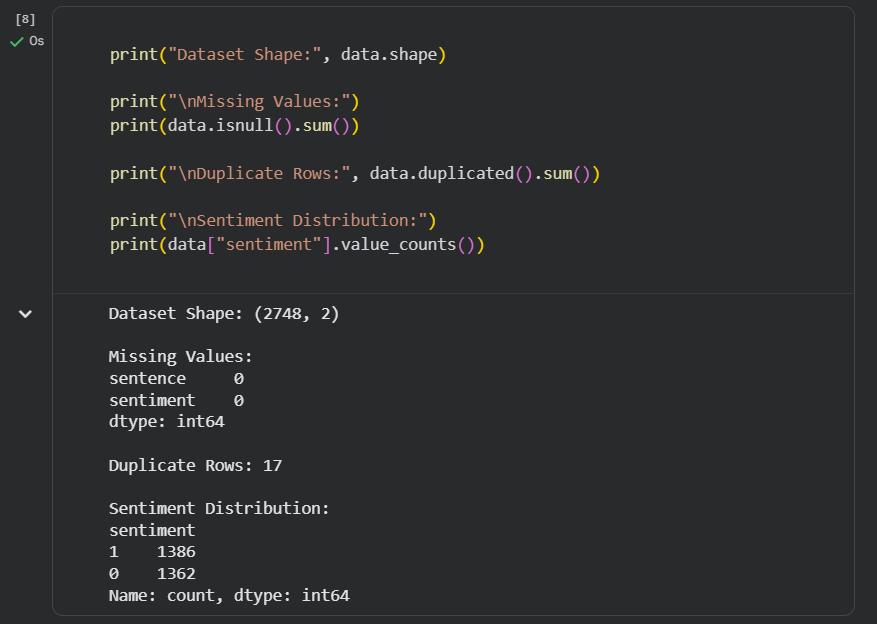 [8]
0s
print("Dataset Shape:", data.shape)
print("\nMissing Values:")
print(data.isnull().sum())
print("\nDuplicate Rows:", data.duplicated().sum())
print("\nSentiment Distribution:")
print(data["sentiment"].value_counts())
Dataset Shape: (2748, 2)
Missing Values:
sentence     0
sentiment    0
dtype: int64
Duplicate Rows: 17
Sentiment Distribution:
sentiment
1    1386
0    1362
Name: count, dtype: int64